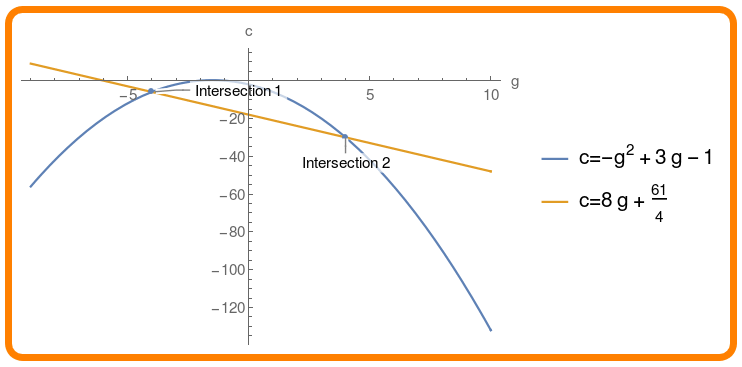 c
g
−5
5
10
−20
−40
−60
−80
−100
−120
Intersection 1
Intersection 2
c=−g² + 3 g − 1
c=8 g + 61/4